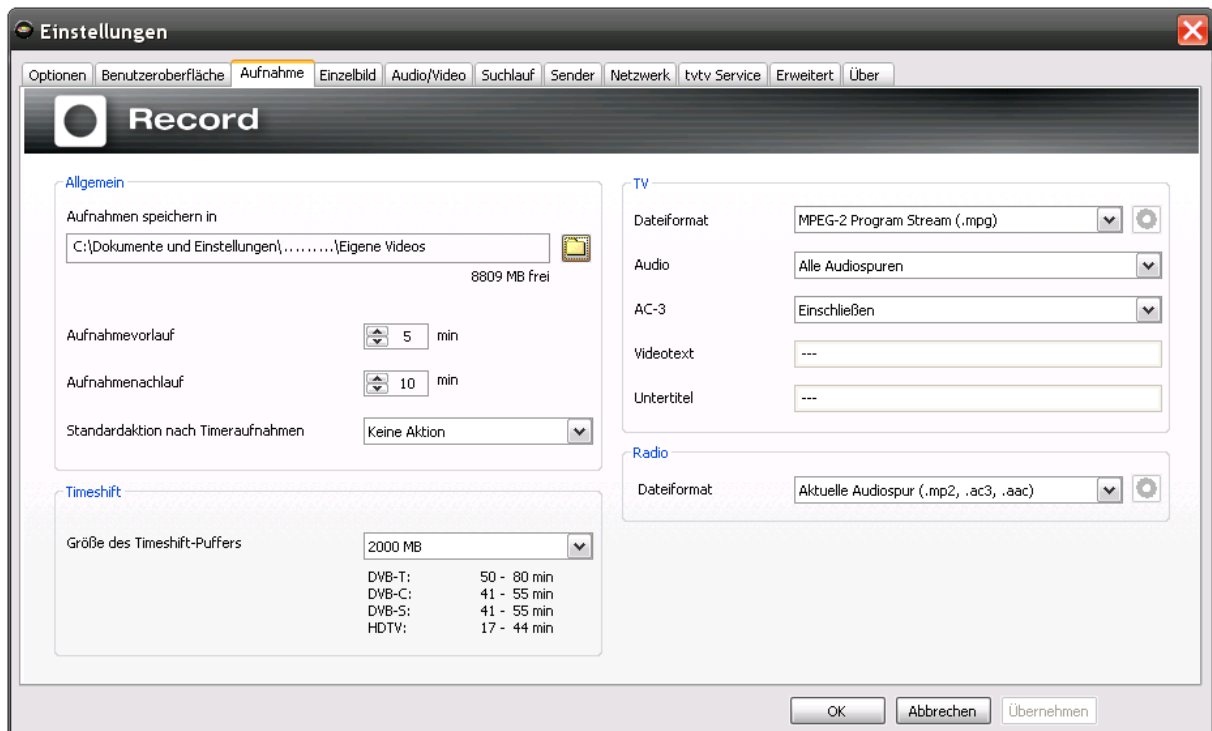 Einstellungen
Optionen Benutzeroberfläche Aufnahme Einzelbild Audio/Video Suchlauf Sender Netzwerk tvtv Service Erweitert Über
Record
Allgemein
Aufnahmen speichern in
C:\Dokumente und Einstellungen\.........\Eigene Videos
8809 MB frei
Aufnahmevorlauf 5 min
Aufnahmenachlauf 10 min
Standardaktion nach Timeraufnahmen Keine Aktion
Timeshift
Größe des Timeshift-Puffers 2000 MB
DVB-T: 50 - 80 min
DVB-C: 41 - 55 min
DVB-S: 41 - 55 min
HDTV: 17 - 44 min
TV
Dateiformat MPEG-2 Program Stream (.mpg)
Audio Alle Audiospuren
AC-3 Einschließen
Videotext ---
Untertitel ---
Radio
Dateiformat Aktuelle Audiospur (.mp2, .ac3, .aac)
OK Abbrechen Übernehmen